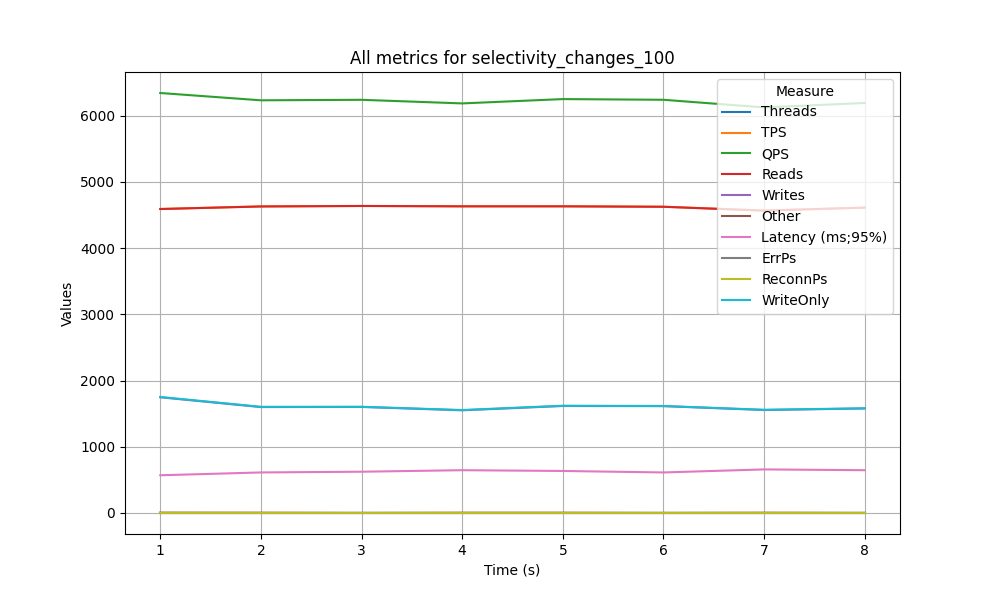 All metrics for selectivity_changes_100
Values
6000
5000
4000
3000
2000
1000
0
Measure
Threads
TPS
QPS
Reads
Writes
Other
Latency (ms;95%)
ErrPs
ReconnPs
WriteOnly
1 2 3 4 5 6 7 8
Time (s)